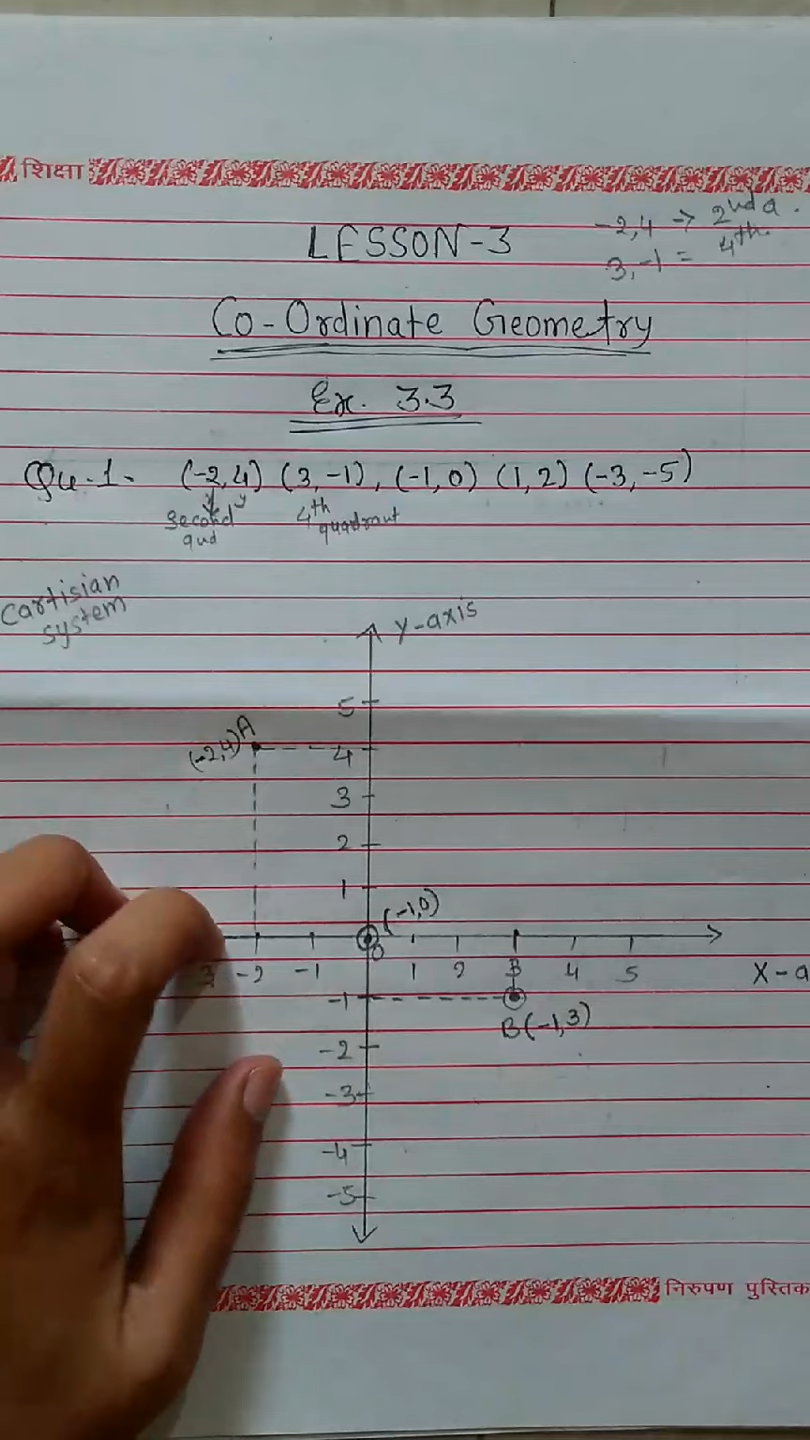 शिक्षा
-2,4 → 2nd Q.
3,-1 = 4th.
LESSON-3
Co-Ordinate Geometry
Ex. 3.3
Qu.1. (-2,4) (3,-1), (-1,0) (1,2) (-3,-5)
x y
second 4th
qud quadrant
Cartisian
system
y-axis
5
(-2,4) A
4
3
2
1
(-1,0)
0
3 -2 -1 1 2 3 4 5 X-a
-1
B(-1,3)
-2
-3
-4
-5
निरुपण पुस्तिक